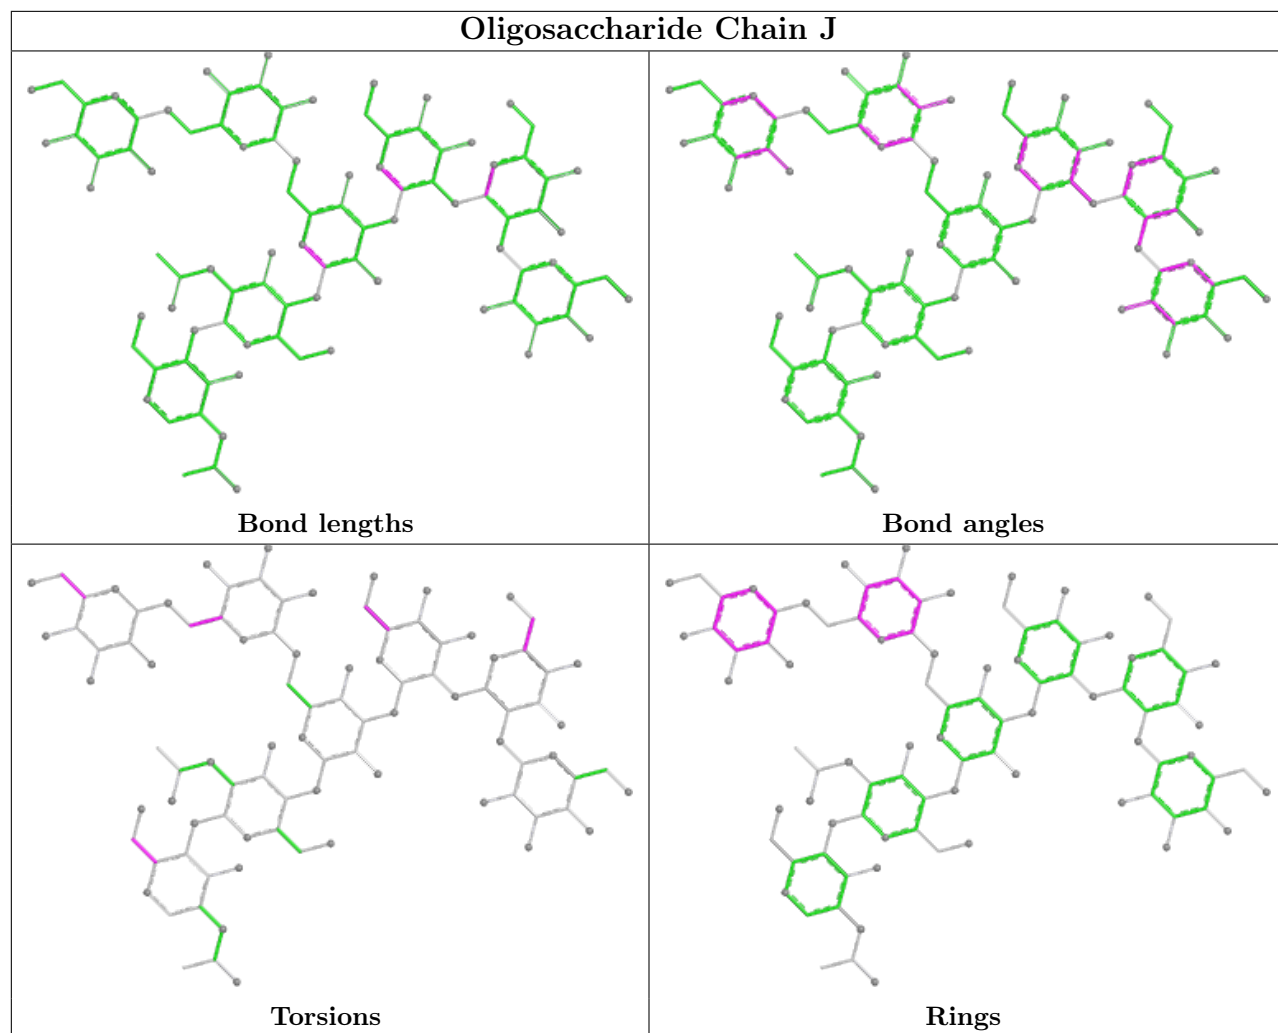 Oligosaccharide Chain J
Bond lengths
Bond angles
Torsions
Rings